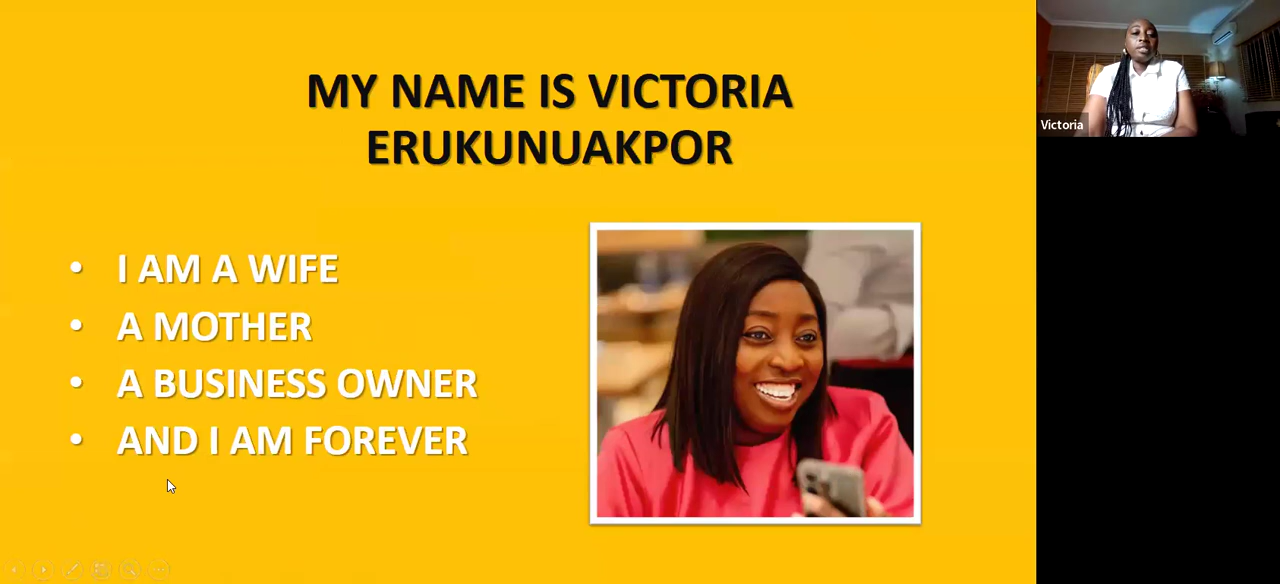 MY NAME IS VICTORIA
ERUKUNUAKPOR
• I AM A WIFE
• A MOTHER
• A BUSINESS OWNER
• AND I AM FOREVER
Victoria